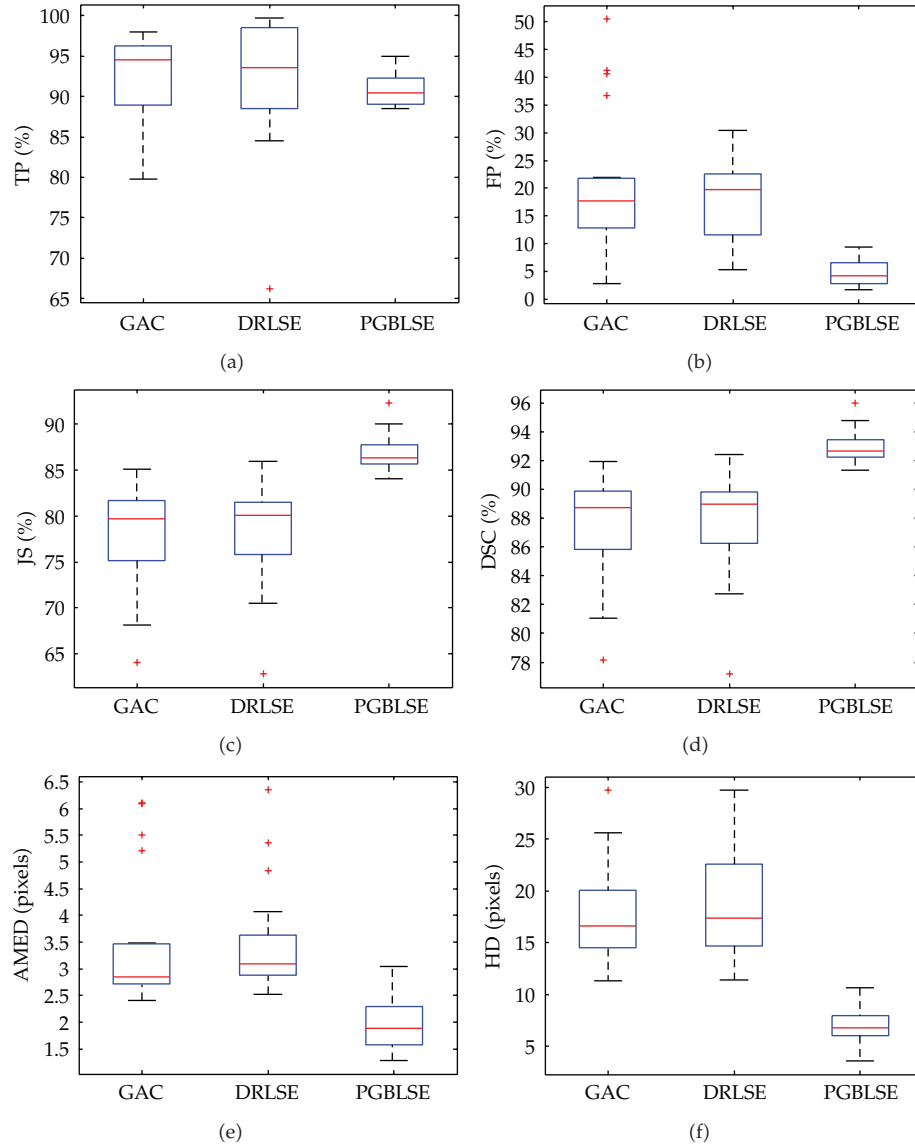 100
95
90
85
80
75
70
65
TP (%)
GAC DRLSE PGBLSE
(a)
50
45
40
35
30
25
20
15
10
5
0
FP (%)
GAC DRLSE PGBLSE
(b)
90
85
80
75
70
65
JS (%)
GAC DRLSE PGBLSE
(c)
96
94
92
90
88
86
84
82
80
78
DSC (%)
GAC DRLSE PGBLSE
(d)
6.5
6
5.5
5
4.5
4
3.5
3
2.5
2
1.5
AMED (pixels)
GAC DRLSE PGBLSE
(e)
30
25
20
15
10
5
HD (pixels)
GAC DRLSE PGBLSE
(f)